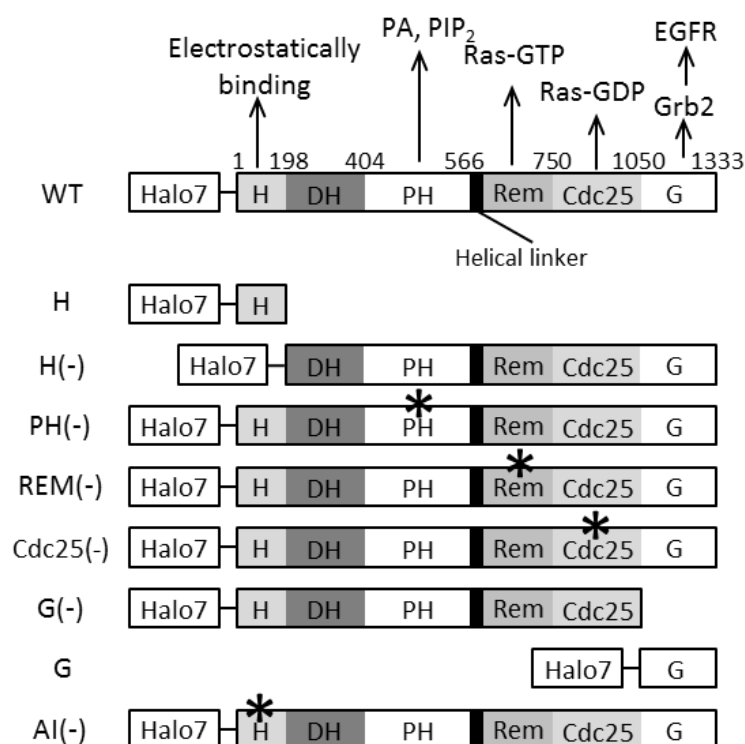 Electrostatically
binding
PA, PIP₂
Ras-GTP
Ras-GDP
EGFR
Grb2
1 198 404 566 750 1050 1333
WT Halo7 H DH PH Rem Cdc25 G
Helical linker
H Halo7 H
H(-) Halo7 DH PH Rem Cdc25 G
PH(-) Halo7 H DH PH * Rem Cdc25 G
REM(-) Halo7 H DH PH Rem * Cdc25 G
Cdc25(-) Halo7 H DH PH Rem Cdc25 * G
G(-) Halo7 H DH PH Rem Cdc25
G Halo7 G
AI(-) Halo7 H * DH PH Rem Cdc25 G